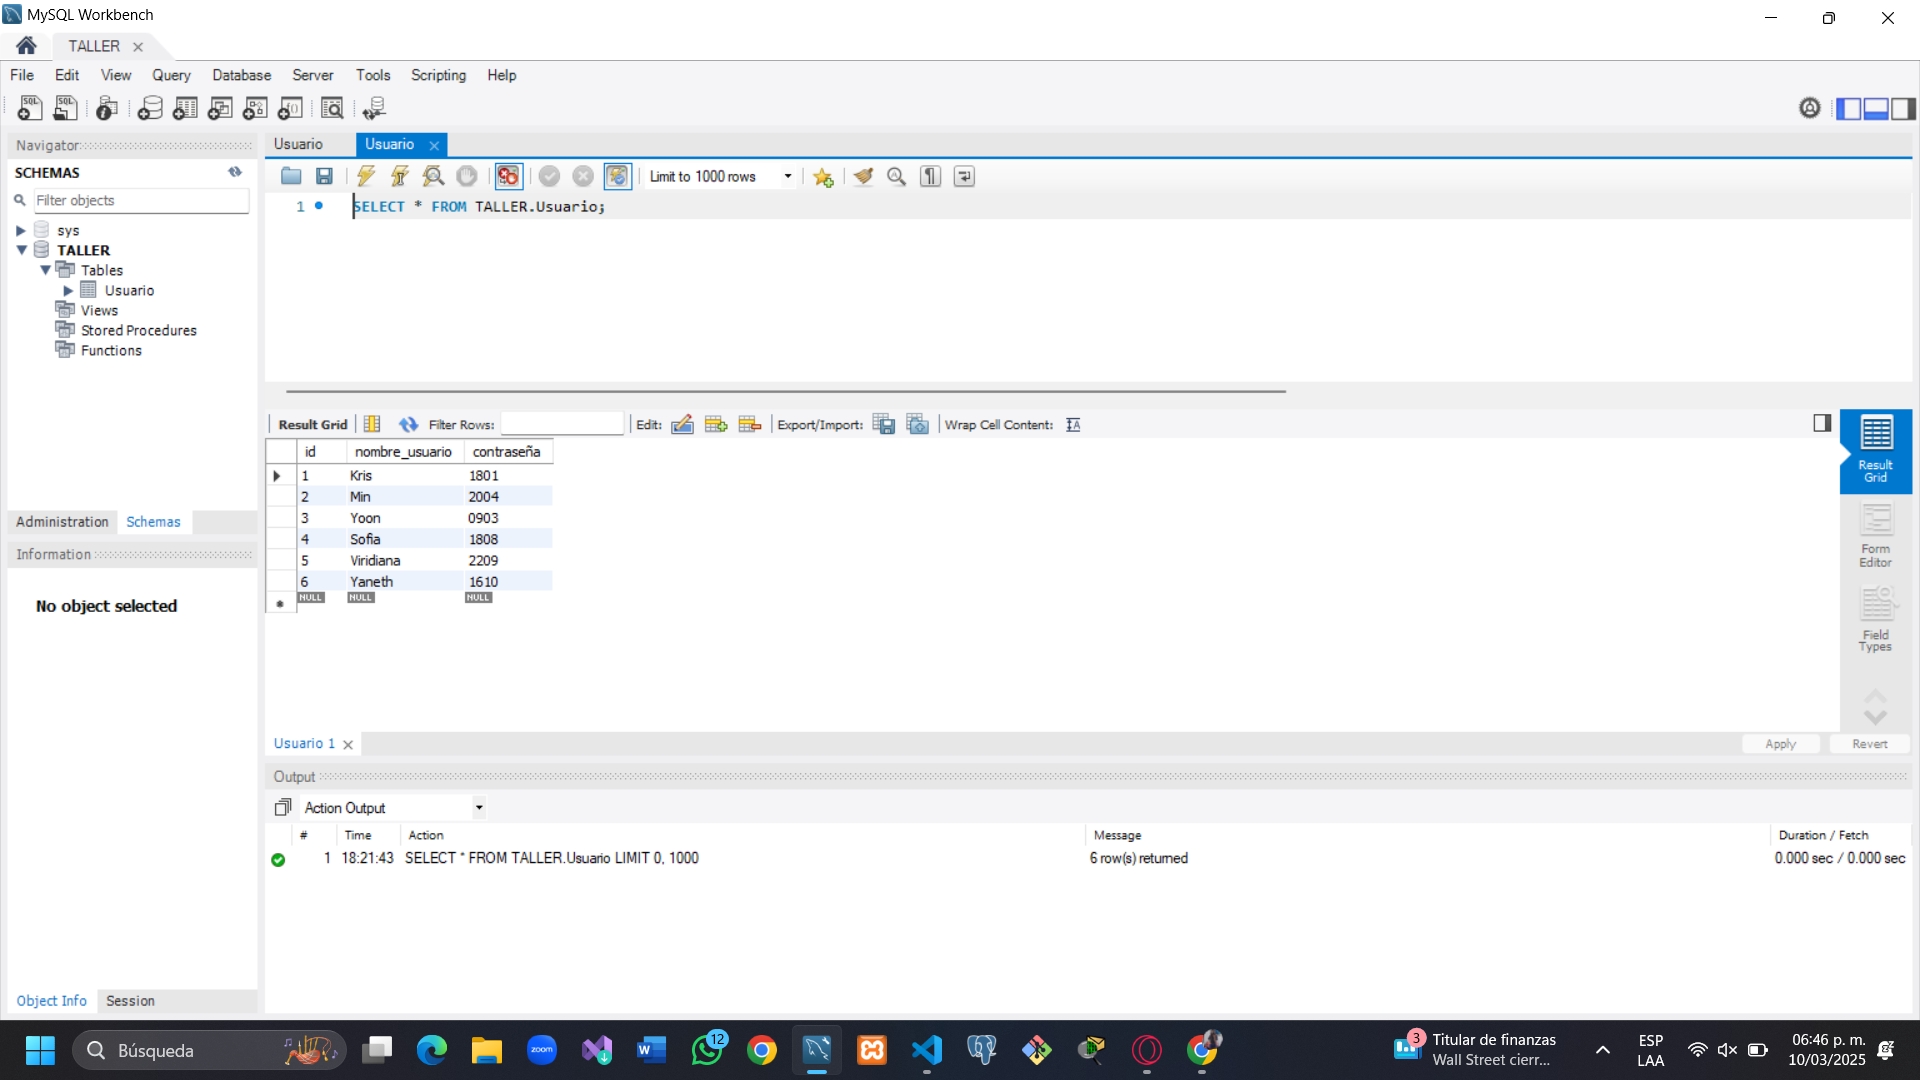 MySQL Workbench
TALLER
File Edit View Query Database Server Tools Scripting Help
Navigator
SCHEMAS
Filter objects
sys
TALLER
Tables
Usuario
Views
Stored Procedures
Functions
Administration Schemas
Information
No object selected
Object Info Session
Usuario Usuario
Limit to 1000 rows
1 SELECT * FROM TALLER.Usuario;
Result Grid Filter Rows: Edit: Export/Import: Wrap Cell Content:
id nombre_usuario contraseña
1 Kris 1801
2 Min 2004
3 Yoon 0903
4 Sofia 1808
5 Viridiana 2209
6 Yaneth 1610
NULL NULL NULL
Result
Grid
Form
Editor
Field
Types
Usuario 1
Apply Revert
Output
Action Output
# Time Action Message Duration / Fetch
1 18:21:43 SELECT * FROM TALLER.Usuario LIMIT 0, 1000 6 row(s) returned 0.000 sec / 0.000 sec
Búsqueda
zoom
12
3
Titular de finanzas
Wall Street cierr...
ESP
LAA
06:46 p. m.
10/03/2025